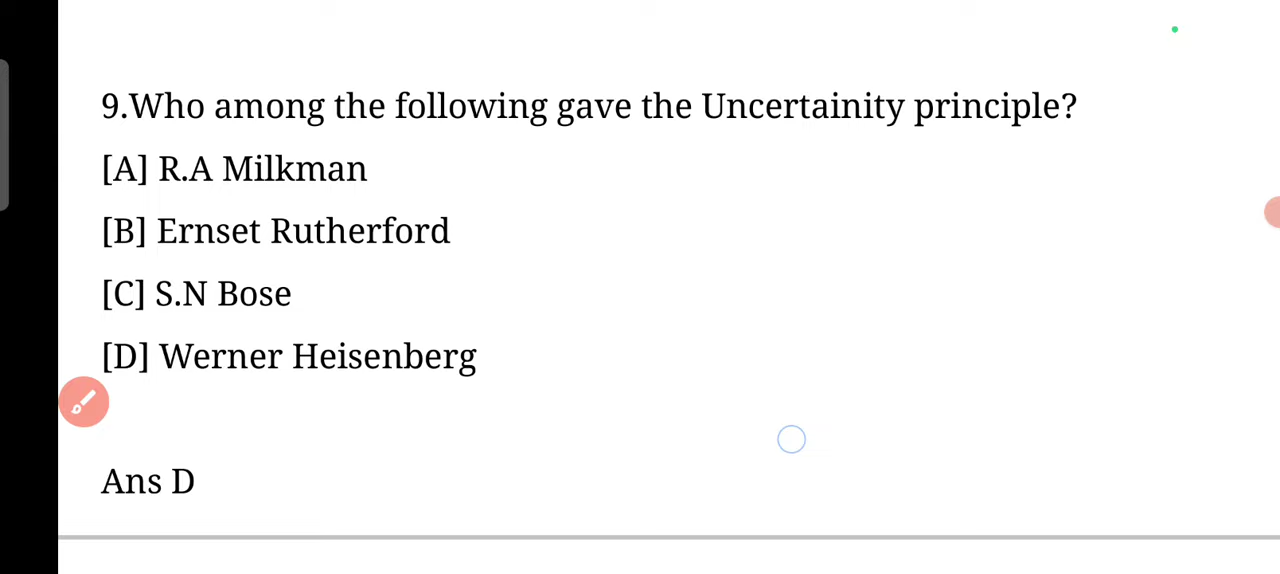 9.Who among the following gave the Uncertainity principle?
[A] R.A Milkman
[B] Ernset Rutherford
[C] S.N Bose
[D] Werner Heisenberg
Ans D